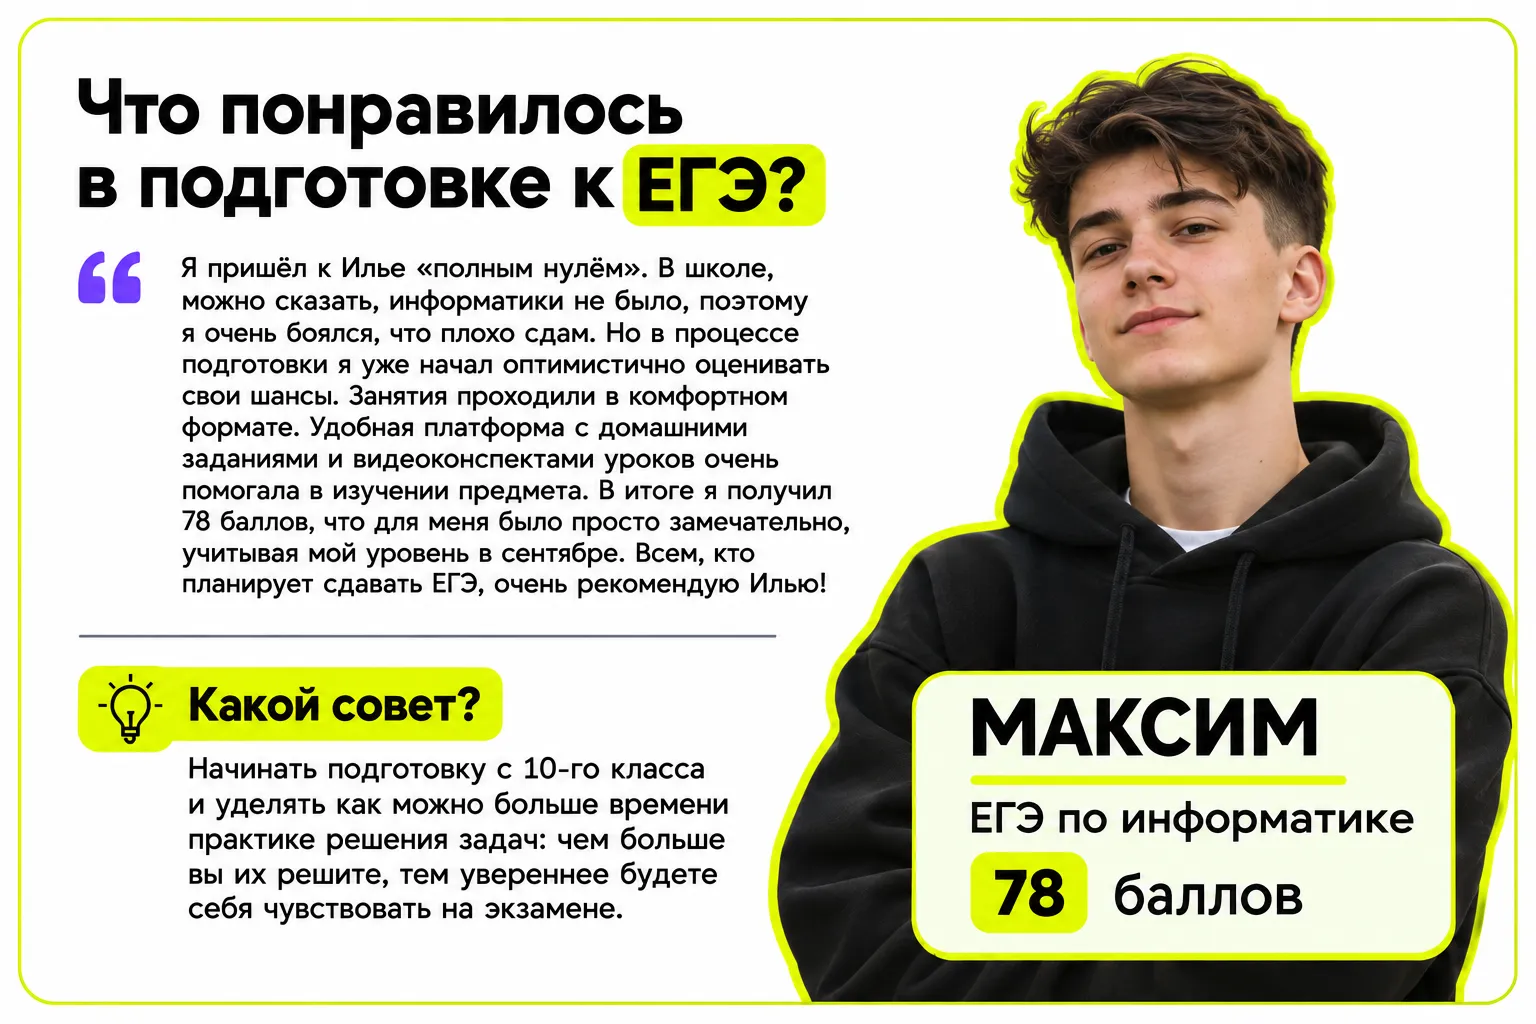 Что понравилось
в подготовке к ЕГЭ?
Я пришёл к Илье «полным нулём». В школе,
можно сказать, информатики не было, поэтому
я очень боялся, что плохо сдам. Но в процессе
подготовки я уже начал оптимистично оценивать
свои шансы. Занятия проходили в комфортном
формате. Удобная платформа с домашними
заданиями и видеоконспектами уроков очень
помогала в изучении предмета. В итоге я получил
78 баллов, что для меня было просто замечательно,
учитывая мой уровень в сентябре. Всем, кто
планирует сдавать ЕГЭ, очень рекомендую Илью!
Какой совет?
Начинать подготовку с 10-го класса
и уделять как можно больше времени
практике решения задач: чем больше
вы их решите, тем увереннее будете
себя чувствовать на экзамене.
МАКСИМ
ЕГЭ по информатике
78 баллов